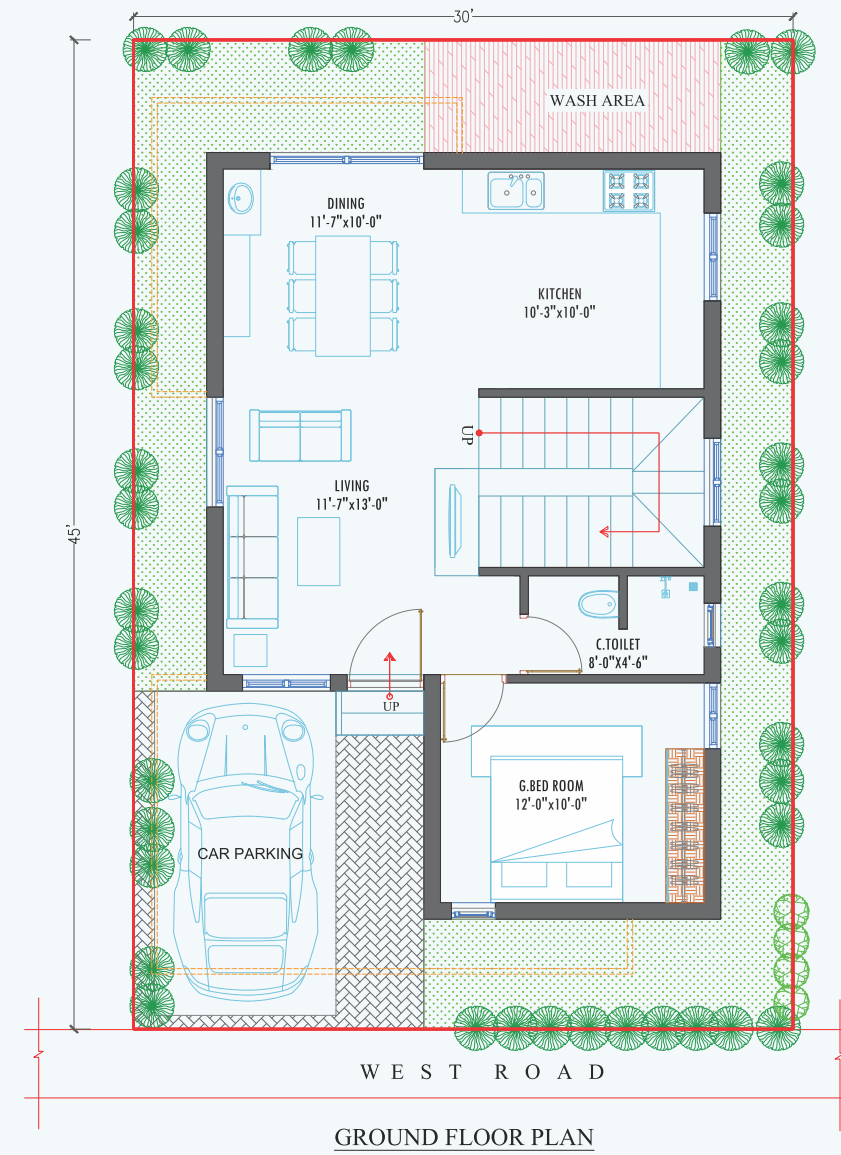 30'
WASH AREA
DINING
11'-7"x10'-0"
KITCHEN
10'-3"x10'-0"
UP
LIVING
11'-7"x13'-0"
45'
C.TOILET
8'-0"X4'-6"
UP
G.BED ROOM
12'-0"x10'-0"
CAR PARKING
WEST ROAD
GROUND FLOOR PLAN